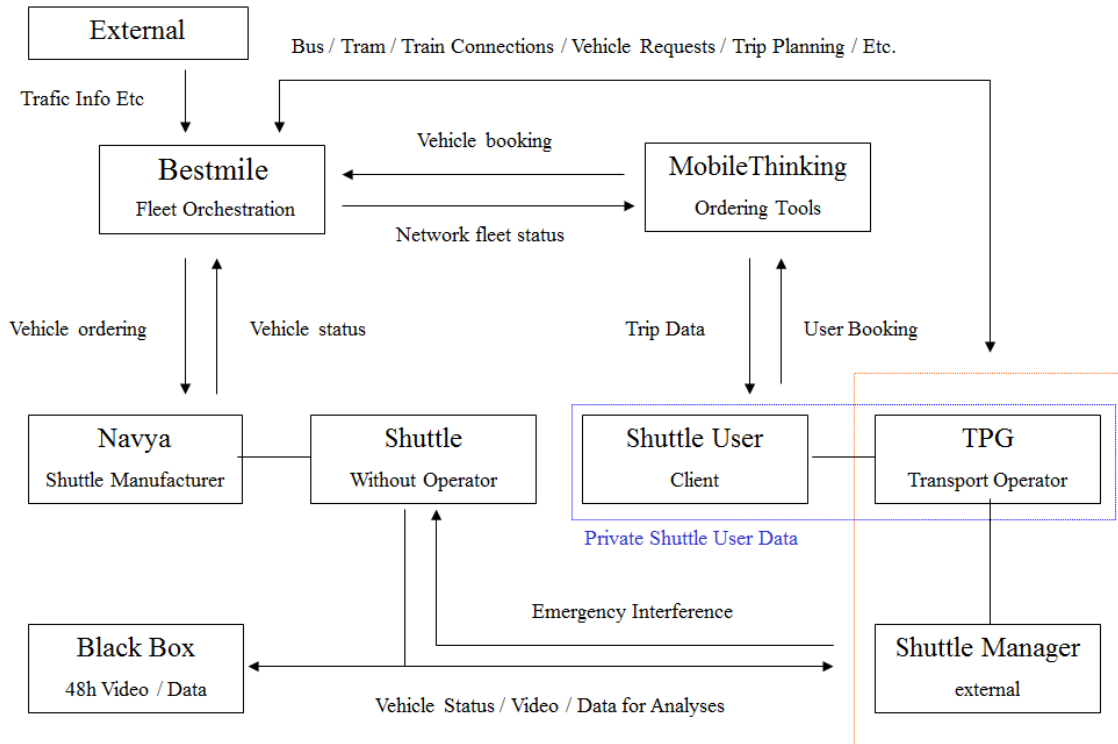 External
Bus / Tram / Train Connections / Vehicle Requests / Trip Planning / Etc.
Trafic Info Etc
Vehicle booking
Bestmile
Fleet Orchestration
MobileThinking
Ordering Tools
Network fleet status
Vehicle ordering
Vehicle status
Trip Data
User Booking
Navya
Shuttle Manufacturer
Shuttle
Without Operator
Shuttle User
Client
TPG
Transport Operator
Private Shuttle User Data
Emergency Interference
Black Box
48h Video / Data
Shuttle Manager
external
Vehicle Status / Video / Data for Analyses